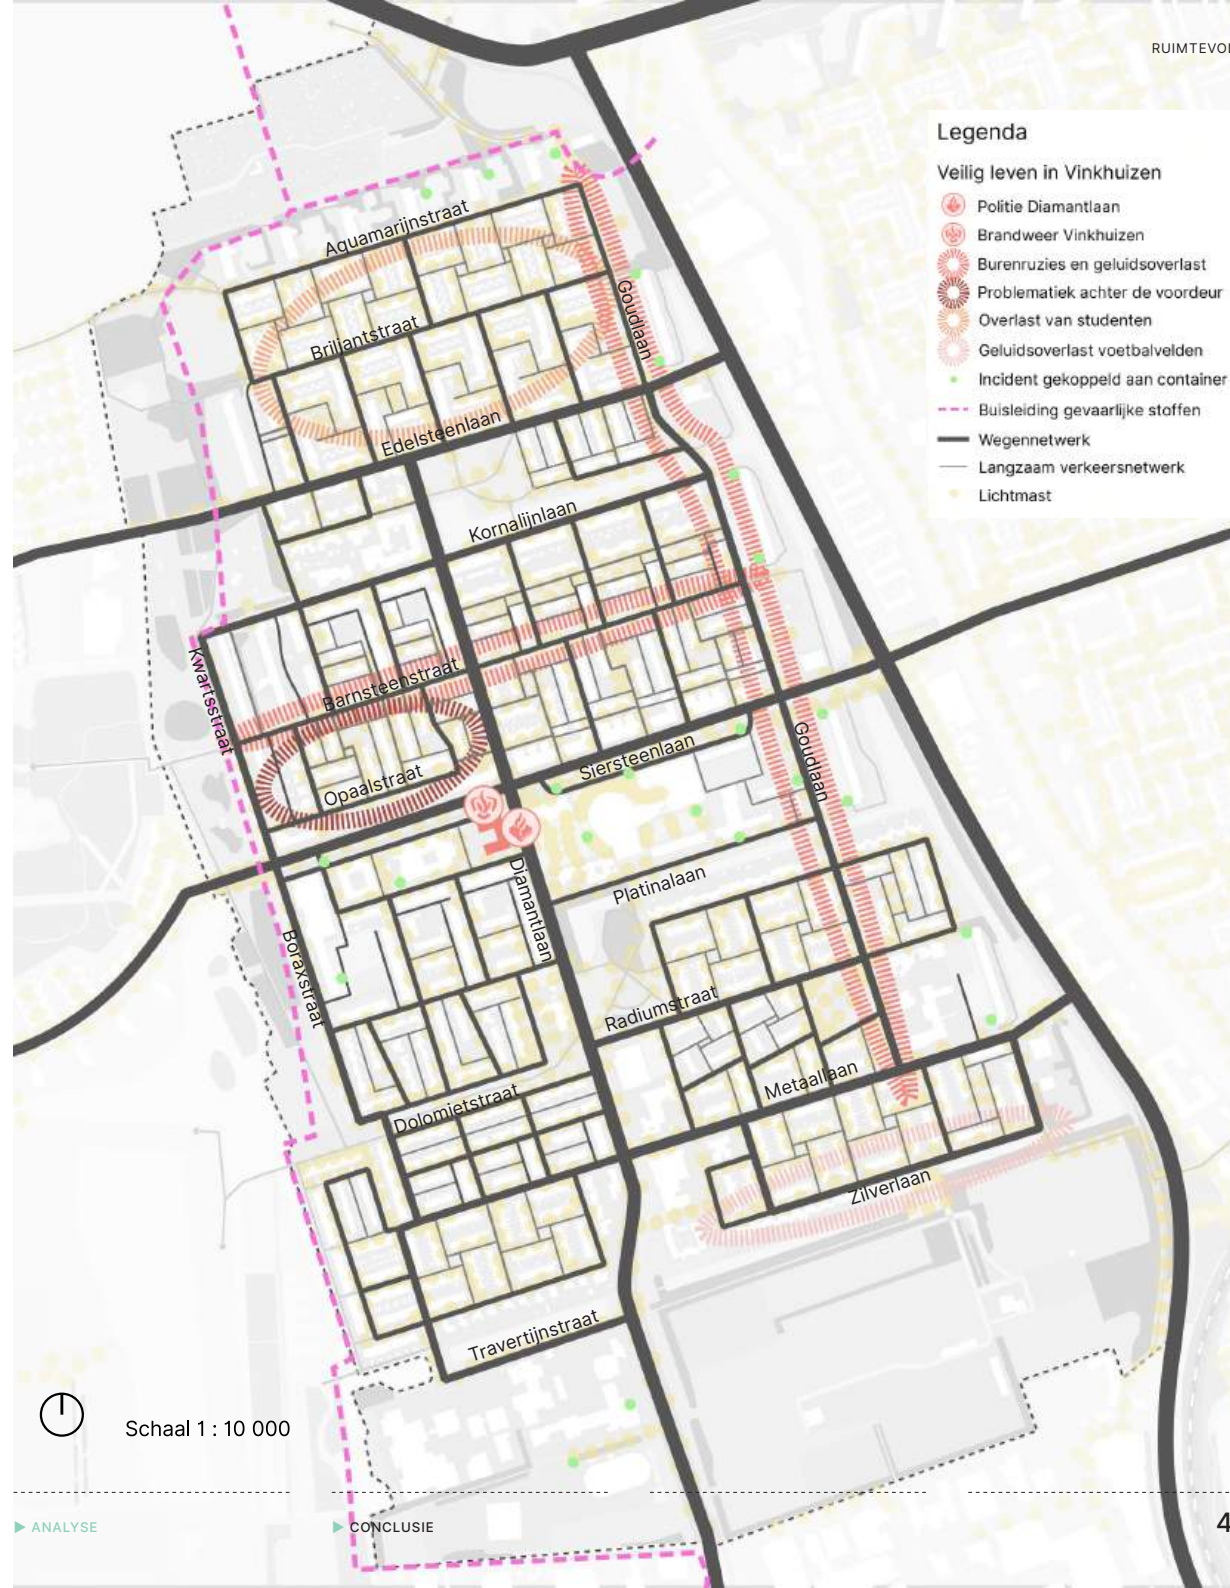 RUIMTEVO
Legenda
Veilig leven in Vinkhuizen
Politie Diamantlaan
Brandweer Vinkhuizen
Burenruzies en geluidsoverlast
Problematiek achter de voordeur
Overlast van studenten
Geluidsoverlast voetbalvelden
Incident gekoppeld aan container
Buisleiding gevaarlijke stoffen
Wegennetwerk
Langzaam verkeersnetwerk
Lichtmast
Aquamarijnstraat
Goudlaan
Briljantstraat
Edelsteenlaan
Kornalijnlaan
Kwartsstraat
Barnsteenstraat
Goudlaan
Siersteenlaan
Opaalstraat
Diamantlaan
Platinalaan
Boraxstraat
Radiumstraat
Metaallaan
Dolomietstraat
Zilverlaan
Travertijnstraat
Schaal 1 : 10 000
ANALYSE
CONCLUSIE
4